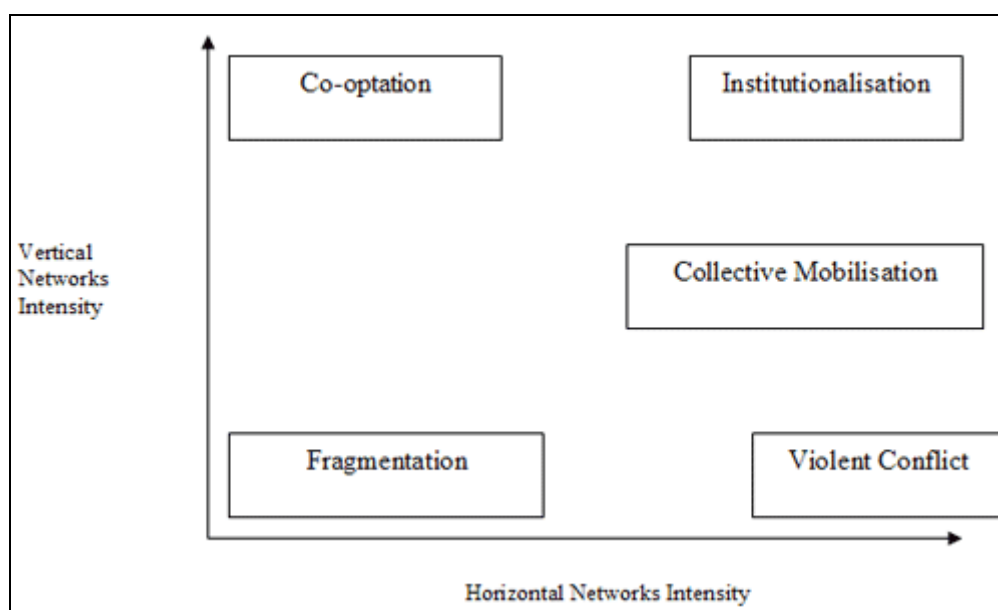 Co-optation
Institutionalisation
Vertical
Networks
Intensity
Collective Mobilisation
Fragmentation
Violent Conflict
Horizontal Networks Intensity